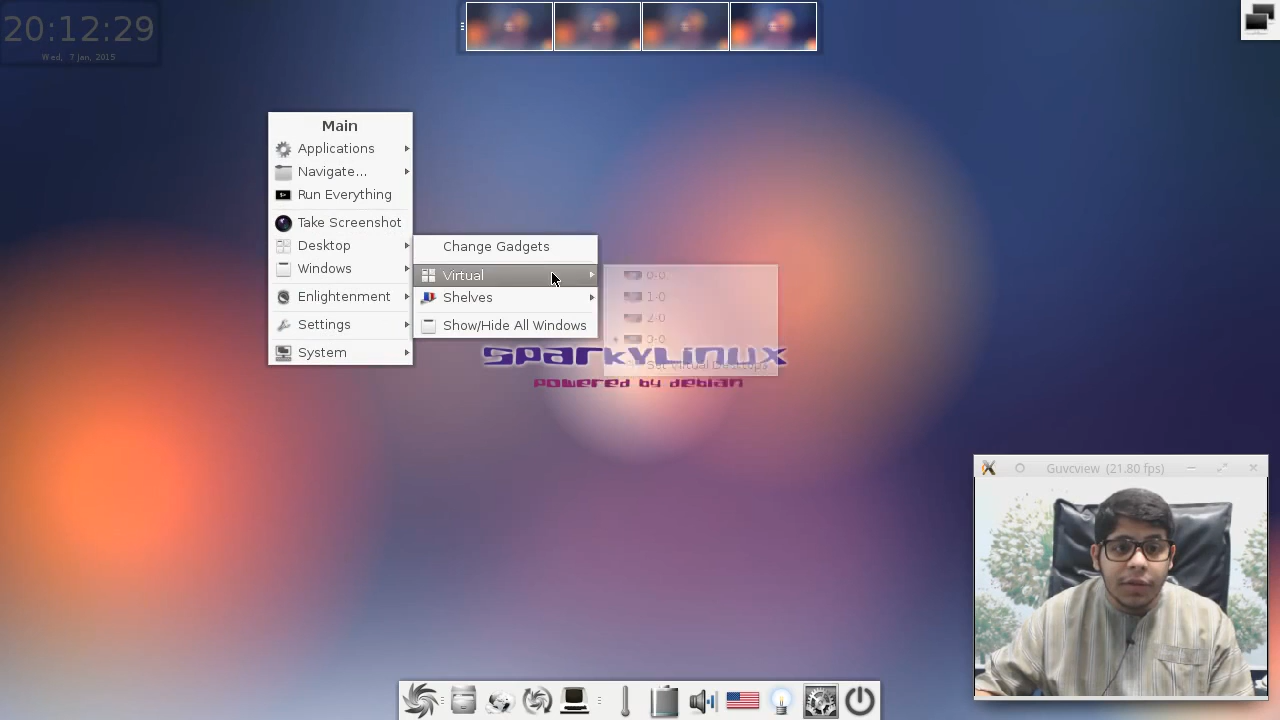 20:12:29
Wed, 7 Jan, 2015
Main
Applications
Navigate...
Run Everything
Take Screenshot
Desktop
Windows
Enlightenment
Settings
System
Change Gadgets
Virtual
Shelves
Show/Hide All Windows
0-0
1-0
2-0
3-0
Set Virtual Desktops
SparkyLinux
powered by debian
Guvcview (21.80 fps)